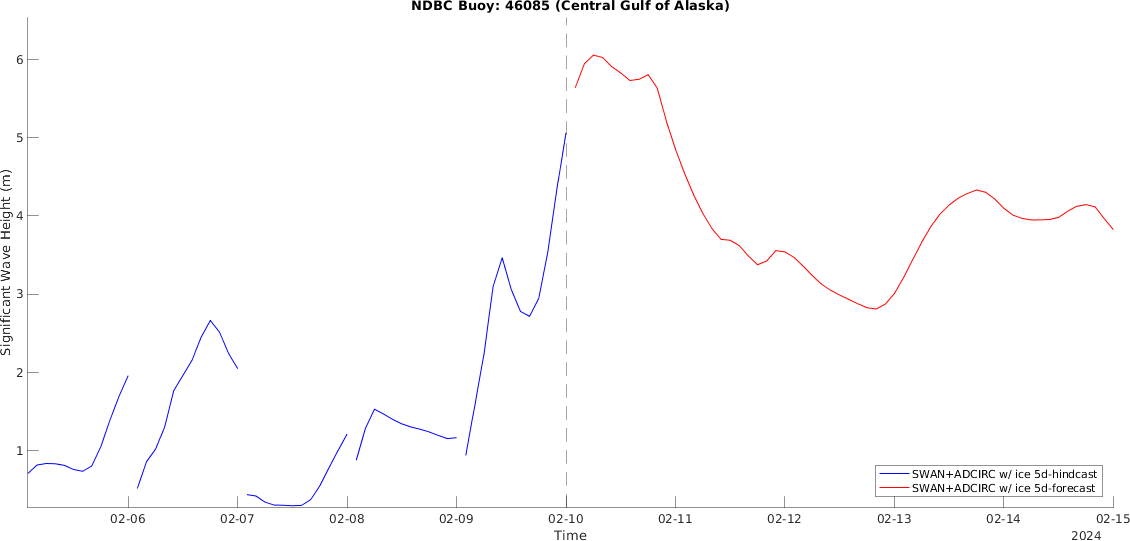 NDBC Buoy: 46085 (Central Gulf of Alaska)
Significant Wave Height (m)
6
5
4
3
2
1
SWAN+ADCIRC w/ ice 5d-hindcast
SWAN+ADCIRC w/ ice 5d-forecast
02-06 02-07 02-08 02-09 02-10 02-11 02-12 02-13 02-14 02-15
Time
2024